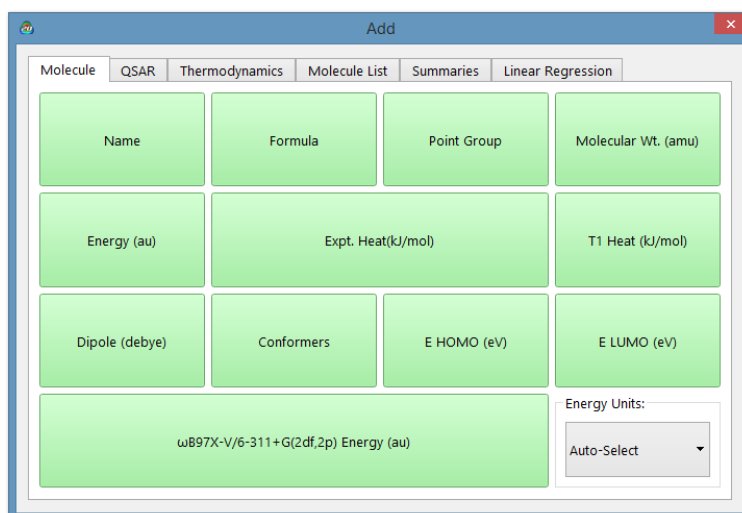 Add
Molecule QSAR Thermodynamics Molecule List Summaries Linear Regression
Name Formula Point Group Molecular Wt. (amu)
Energy (au) Expt. Heat(kJ/mol) T1 Heat (kJ/mol)
Dipole (debye) Conformers E HOMO (eV) E LUMO (eV)
Energy Units:
ωB97X-V/6-311+G(2df,2p) Energy (au)
Auto-Select